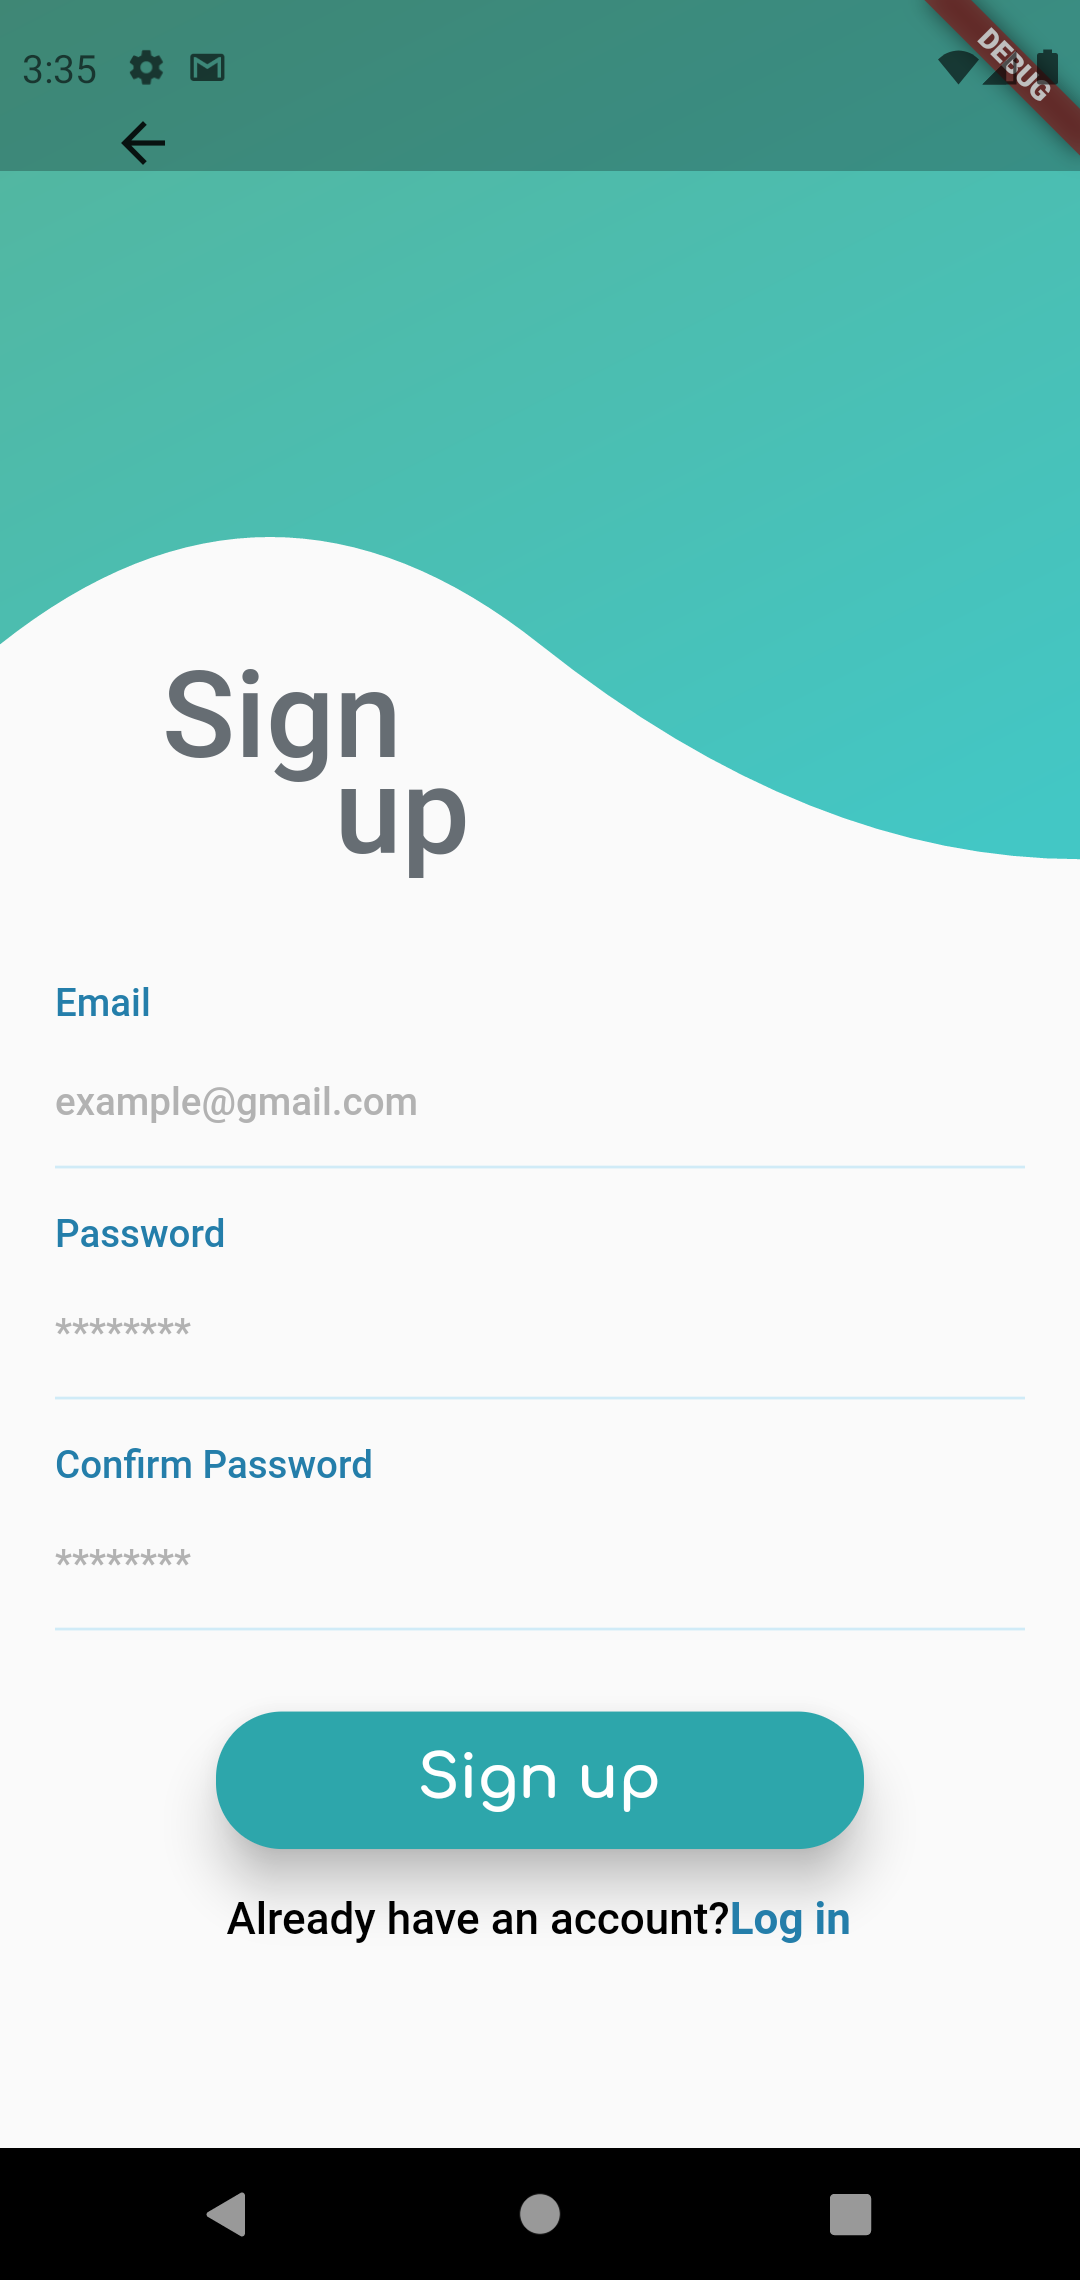 3:35
DEBUG
Sign
up
Email
example@gmail.com
Password
********
Confirm Password
********
Sign up
Already have an account?Log in